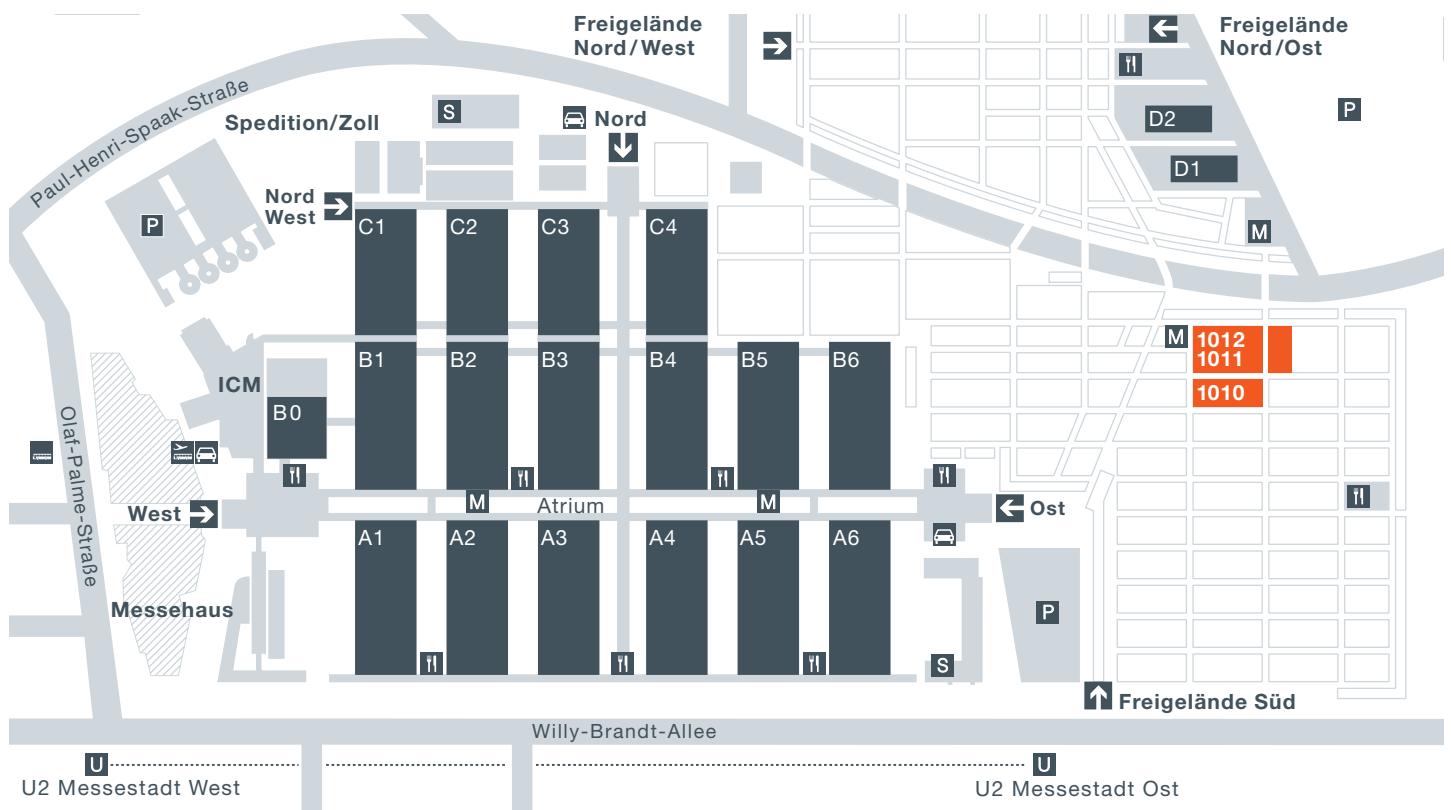 Freigelände
Nord/West
Freigelände
Nord/Ost
Paul-Henri-Spaak-Straße
Spedition/Zoll
S
Nord
P
D2
D1
M
Nord
West
P
C1
C2
C3
C4
M
1012
1011
1010
ICM
B0
B1
B2
B3
B4
B5
B6
Olaf-Palme-Straße
West
M
Atrium
M
Ost
A1
A2
A3
A4
A5
A6
Messehaus
P
S
Freigelände Süd
Willy-Brandt-Allee
U
U2 Messestadt West
U
U2 Messestadt Ost